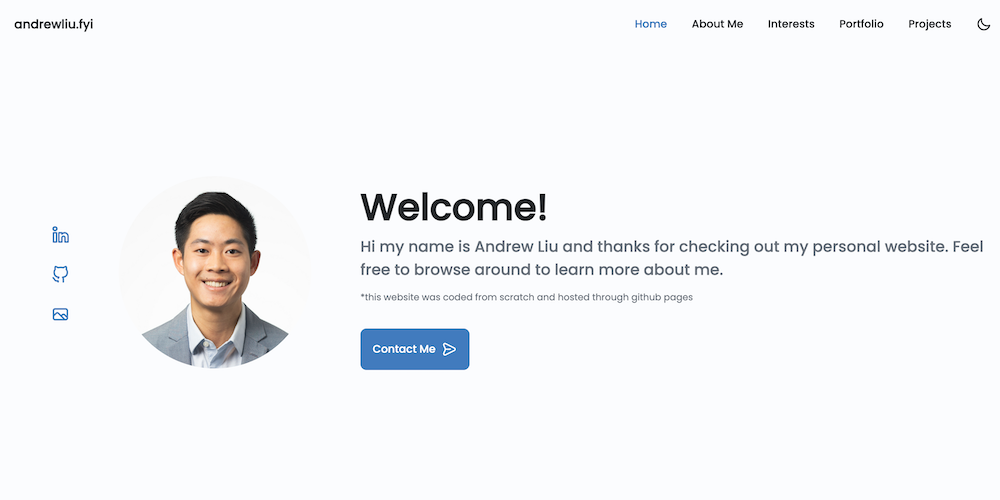 andrewliu.fyi
Home About Me Interests Portfolio Projects
Welcome!
Hi my name is Andrew Liu and thanks for checking out my personal website. Feel
free to browse around to learn more about me.
*this website was coded from scratch and hosted through github pages
Contact Me